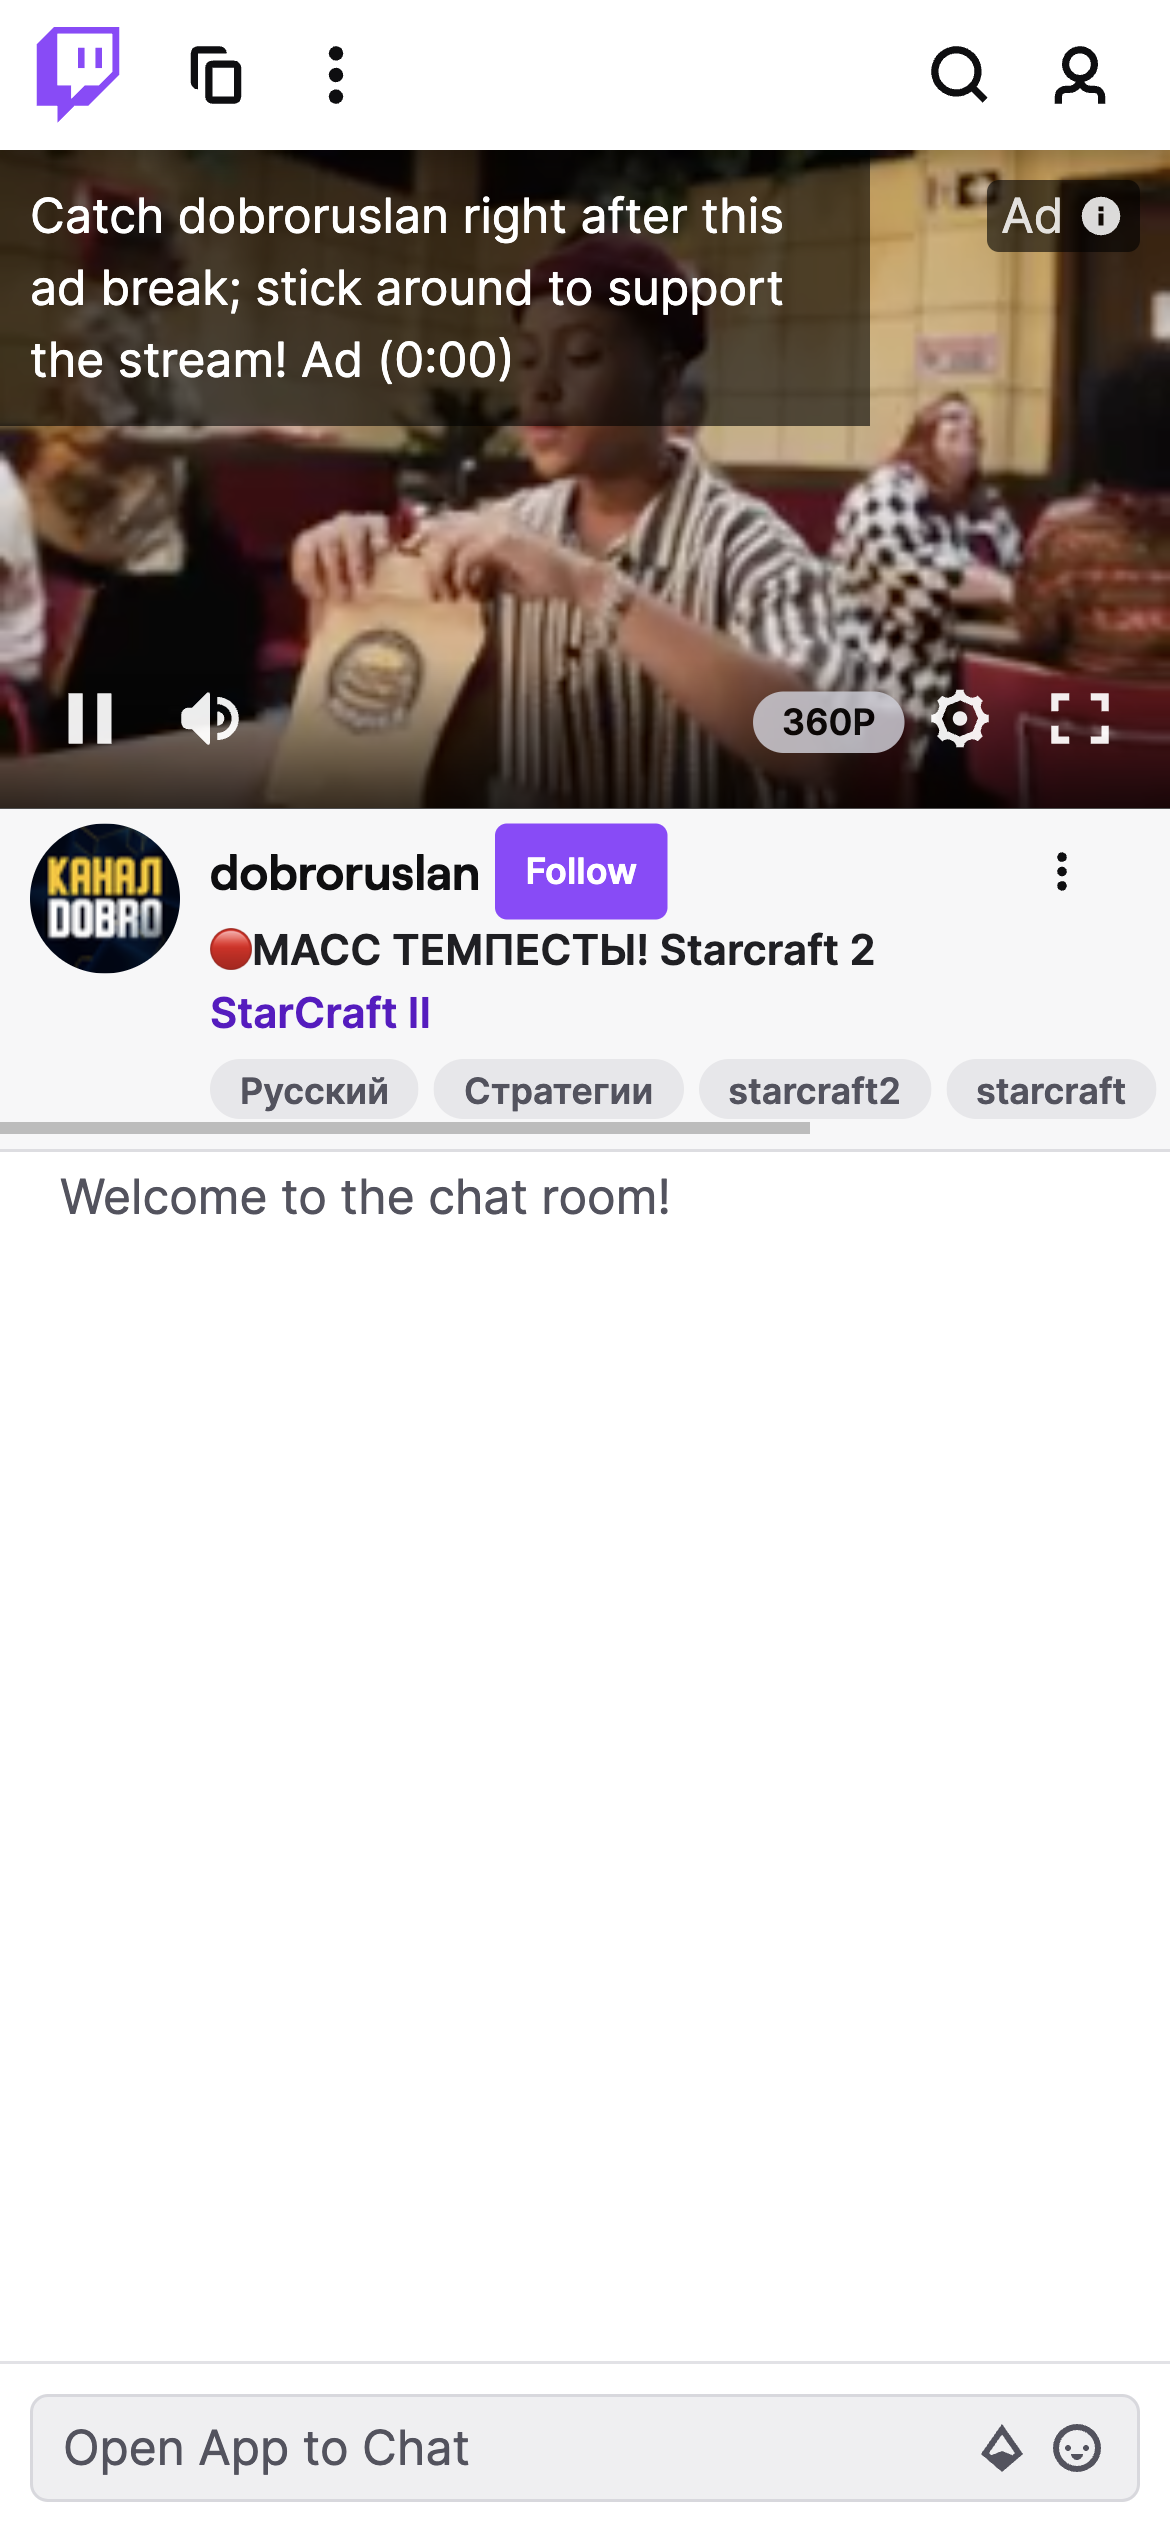 Catch dobroruslan right after this
ad break; stick around to support
the stream! Ad (0:00)
Ad
360P
КАНАЛ
DOBRO
dobroruslan
Follow
🔴МАСС ТЕМПЕСТЫ! Starcraft 2
StarCraft II
Русский
Стратегии
starcraft2
starcraft
Welcome to the chat room!
Open App to Chat